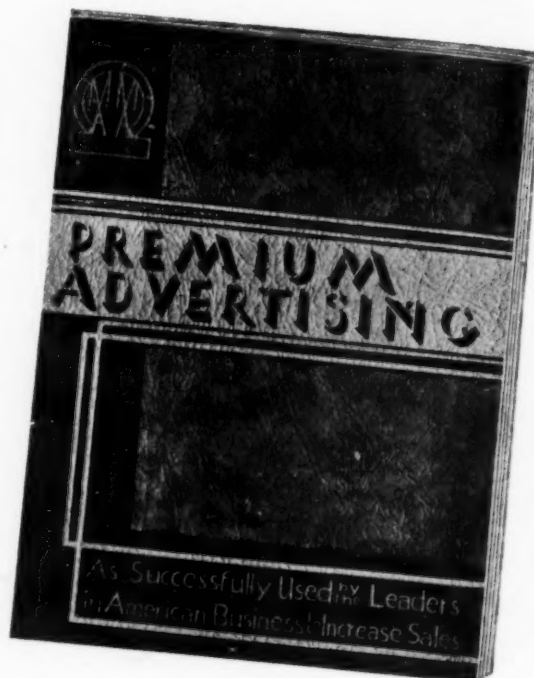 PREMIUM
ADVERTISING
As Successfully Used by the Leaders
in American Business to Increase Sales